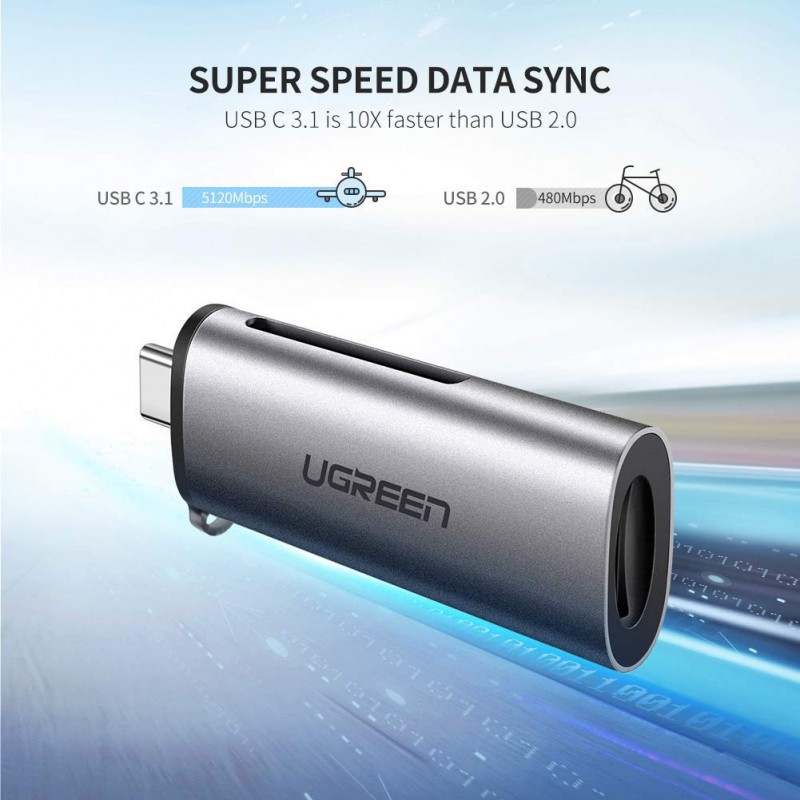 SUPER SPEED DATA SYNC
USB C 3.1 is 10X faster than USB 2.0
USB C 3.1 5120Mbps
USB 2.0 480Mbps
UGREEN